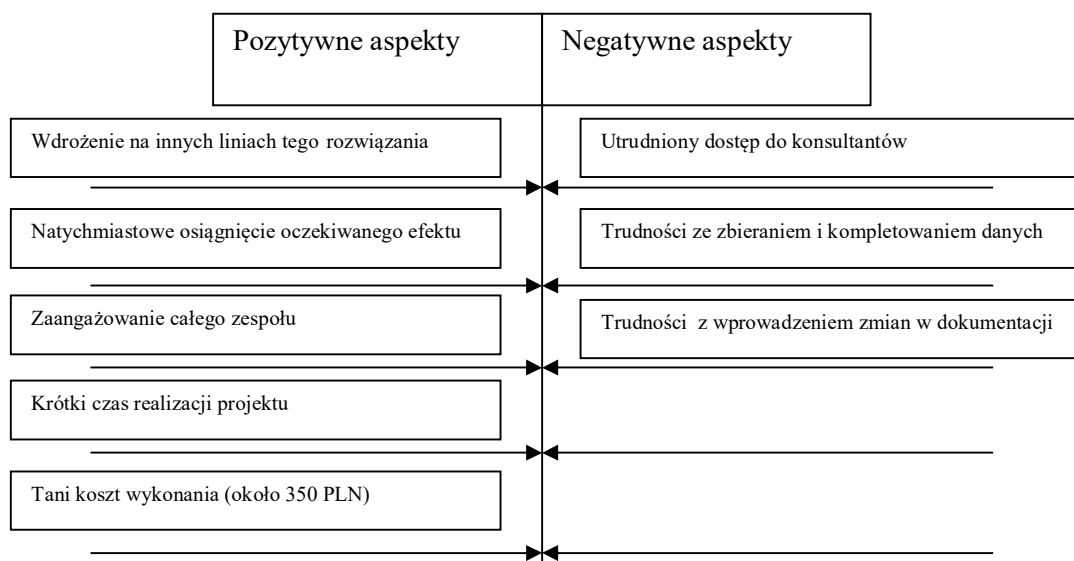 Pozytywne aspekty
Negatywne aspekty
Wdrożenie na innych liniach tego rozwiązania
Utrudniony dostęp do konsultantów
Natychmiastowe osiągnięcie oczekiwanego efektu
Trudności ze zbieraniem i kompletowaniem danych
Zaangażowanie całego zespołu
Trudności z wprowadzeniem zmian w dokumentacji
Krótki czas realizacji projektu
Tani koszt wykonania (około 350 PLN)